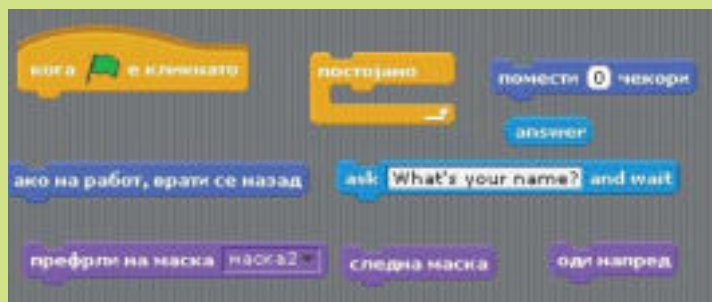 кога е кликнато
постојано
помести 0 чекори
answer
ако на работ, врати се назад
ask What's your name? and wait
префрли на маска маска2
следна маска
оди напред